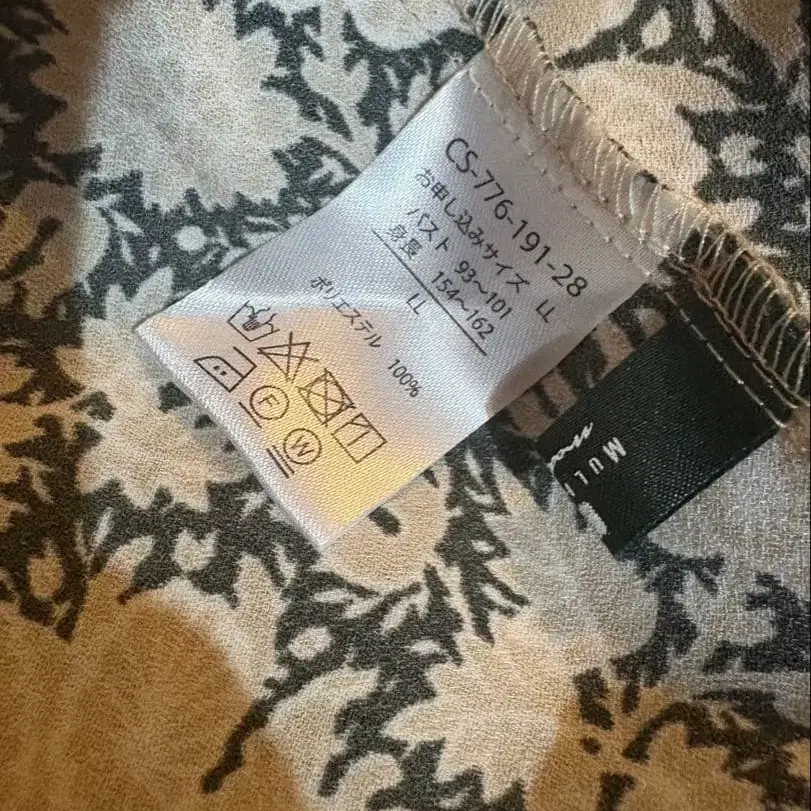 CS-776-191-28
お申し込みサイズ LL
バスト 93~101
身長 154~162
LL
ポリエステル 100%
F
W
MULI